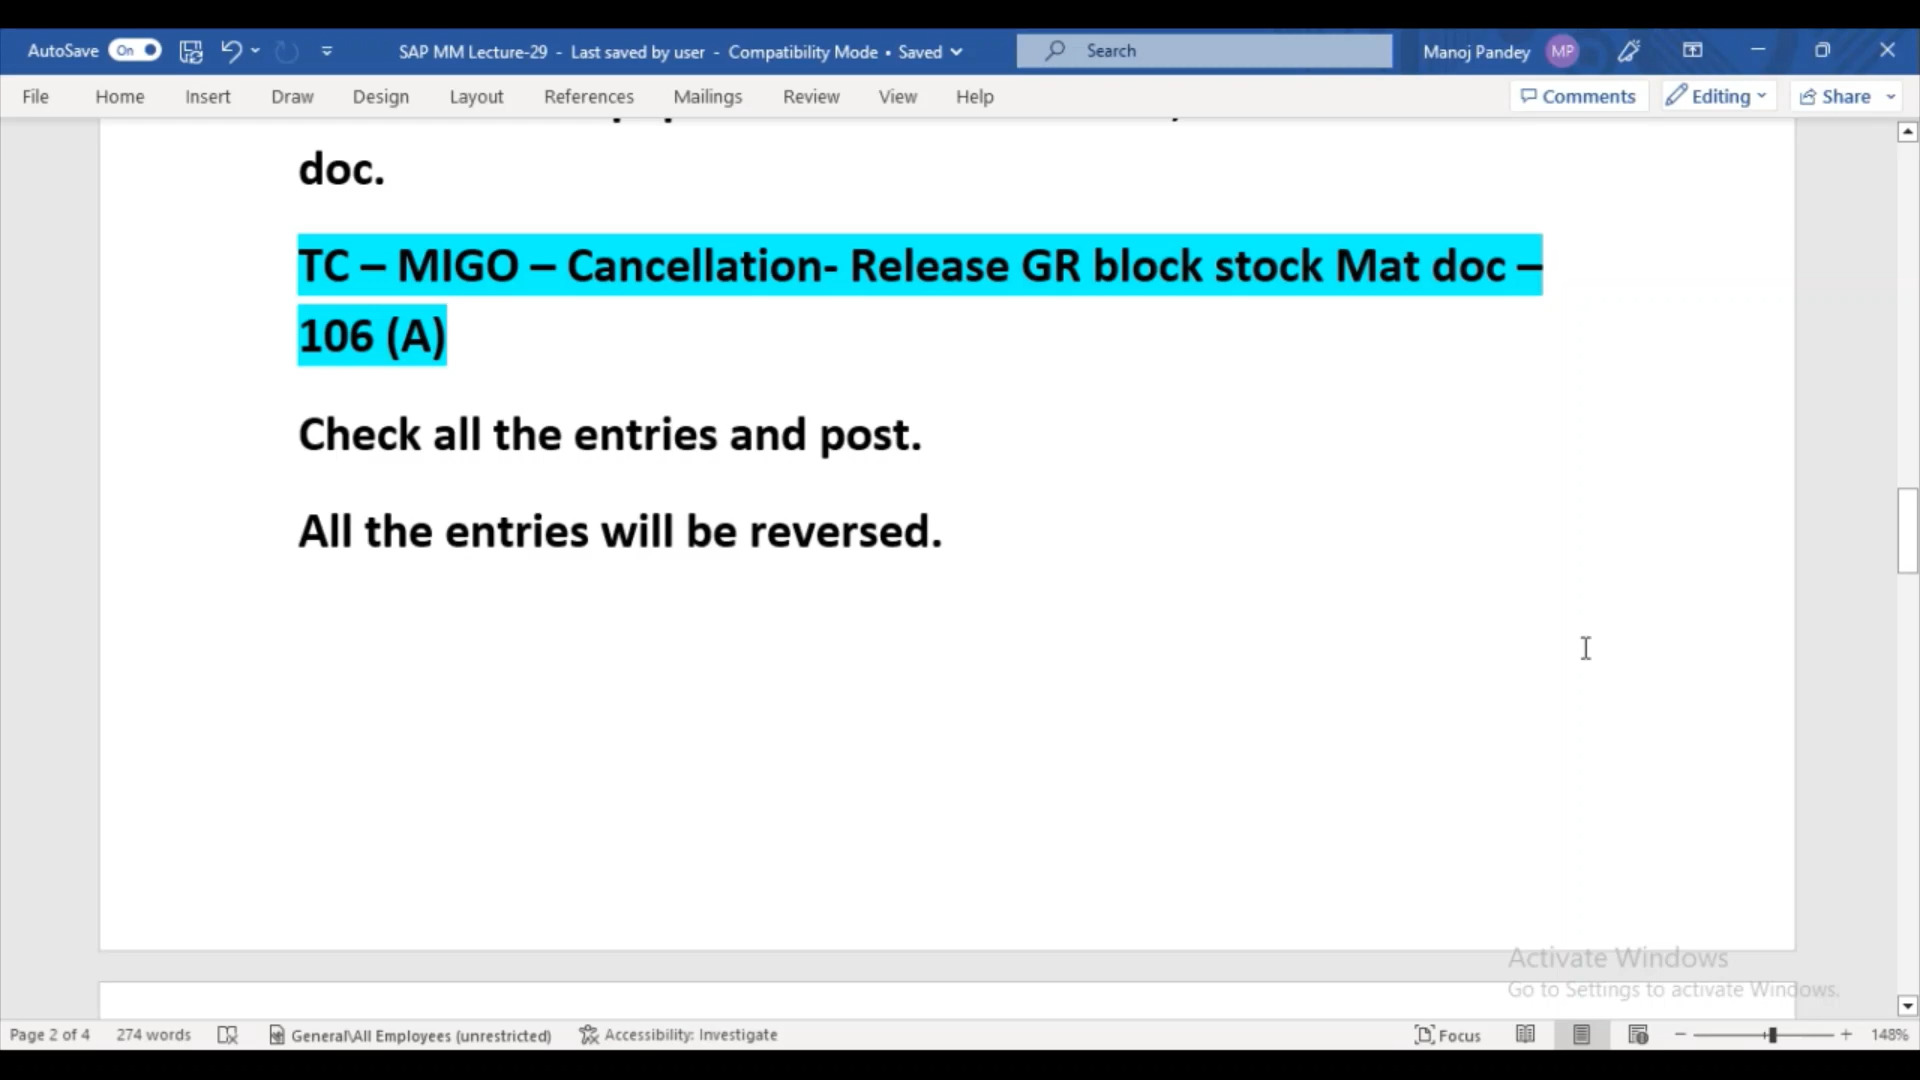 AutoSave On SAP MM Lecture-29 - Last saved by user - Compatibility Mode • Saved Search Manoj Pandey MP
File Home Insert Draw Design Layout References Mailings Review View Help Comments Editing Share
doc.
TC – MIGO – Cancellation- Release GR block stock Mat doc –
106 (A)
Check all the entries and post.
All the entries will be reversed.
Activate Windows
Go to Settings to activate Windows.
Page 2 of 4 274 words General\All Employees (unrestricted) Accessibility: Investigate Focus 148%